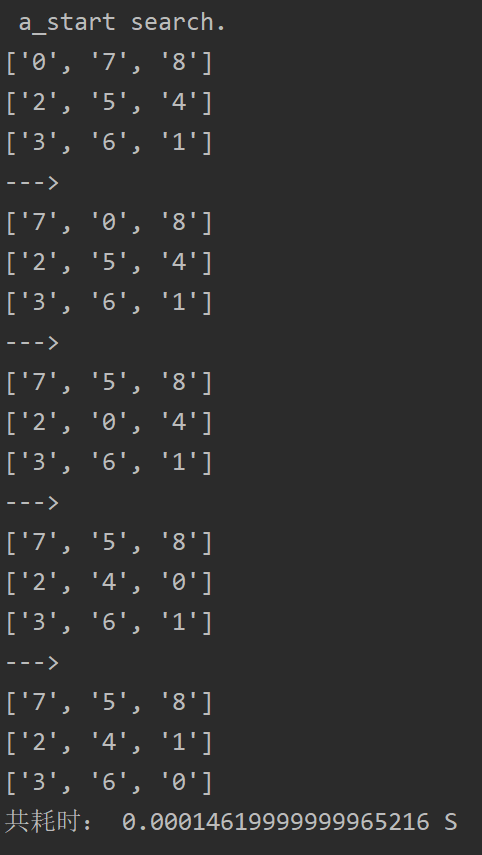 a_start search.
['0', '7', '8']
['2', '5', '4']
['3', '6', '1']
--->
['7', '0', '8']
['2', '5', '4']
['3', '6', '1']
--->
['7', '5', '8']
['2', '0', '4']
['3', '6', '1']
--->
['7', '5', '8']
['2', '4', '0']
['3', '6', '1']
--->
['7', '5', '8']
['2', '4', '1']
['3', '6', '0']
共耗时： 0.00014619999999965216 S